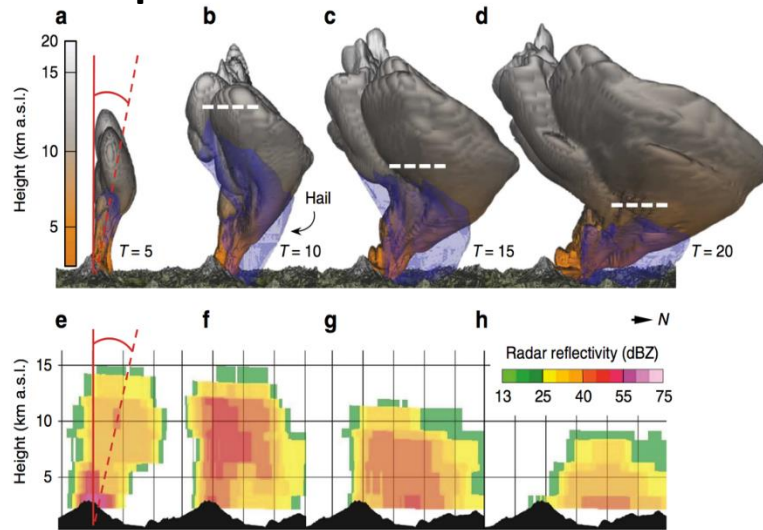 a
b
c
d
20
15
10
5
Height (km a.s.l.)
Hail
T = 5
T = 10
T = 15
T = 20
e
f
g
h
N
15
10
5
Height (km a.s.l.)
Radar reflectivity (dBZ)
13 25 40 55 75